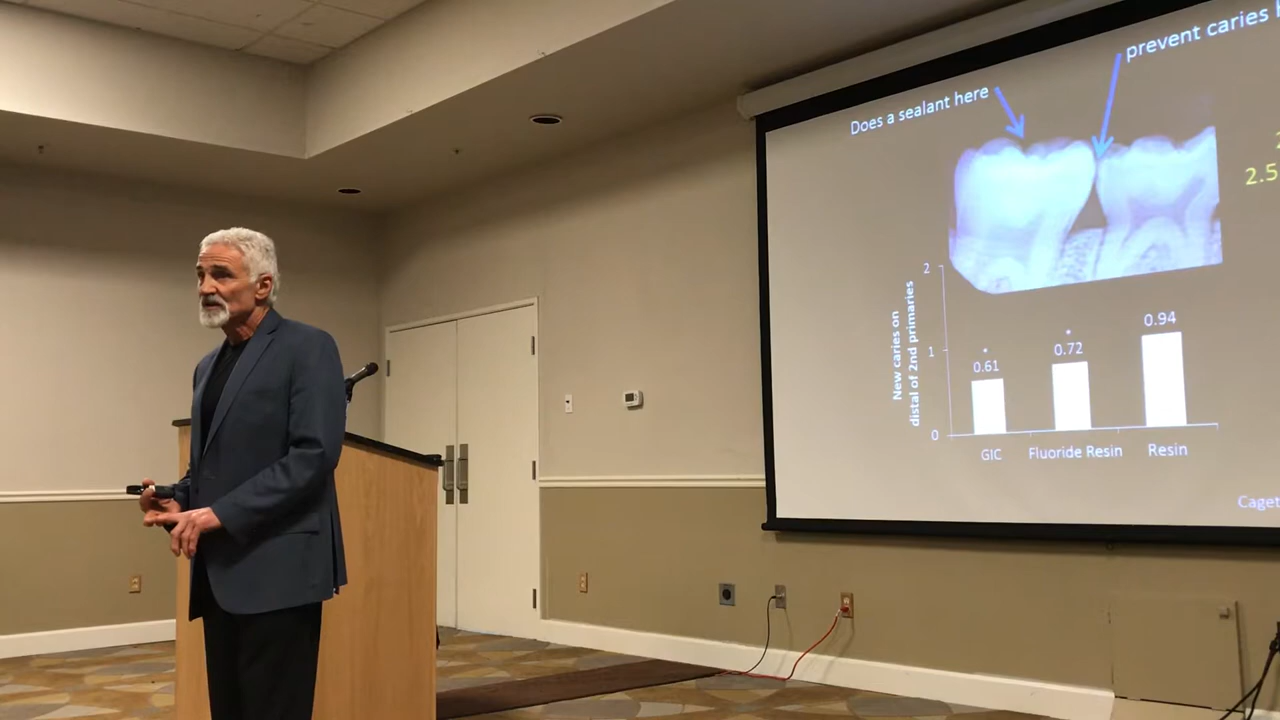 prevent caries
Does a sealant here
2.5
2
1
0
New caries on
distal of 2nd primaries
* 0.61
* 0.72
0.94
GIC
Fluoride Resin
Resin